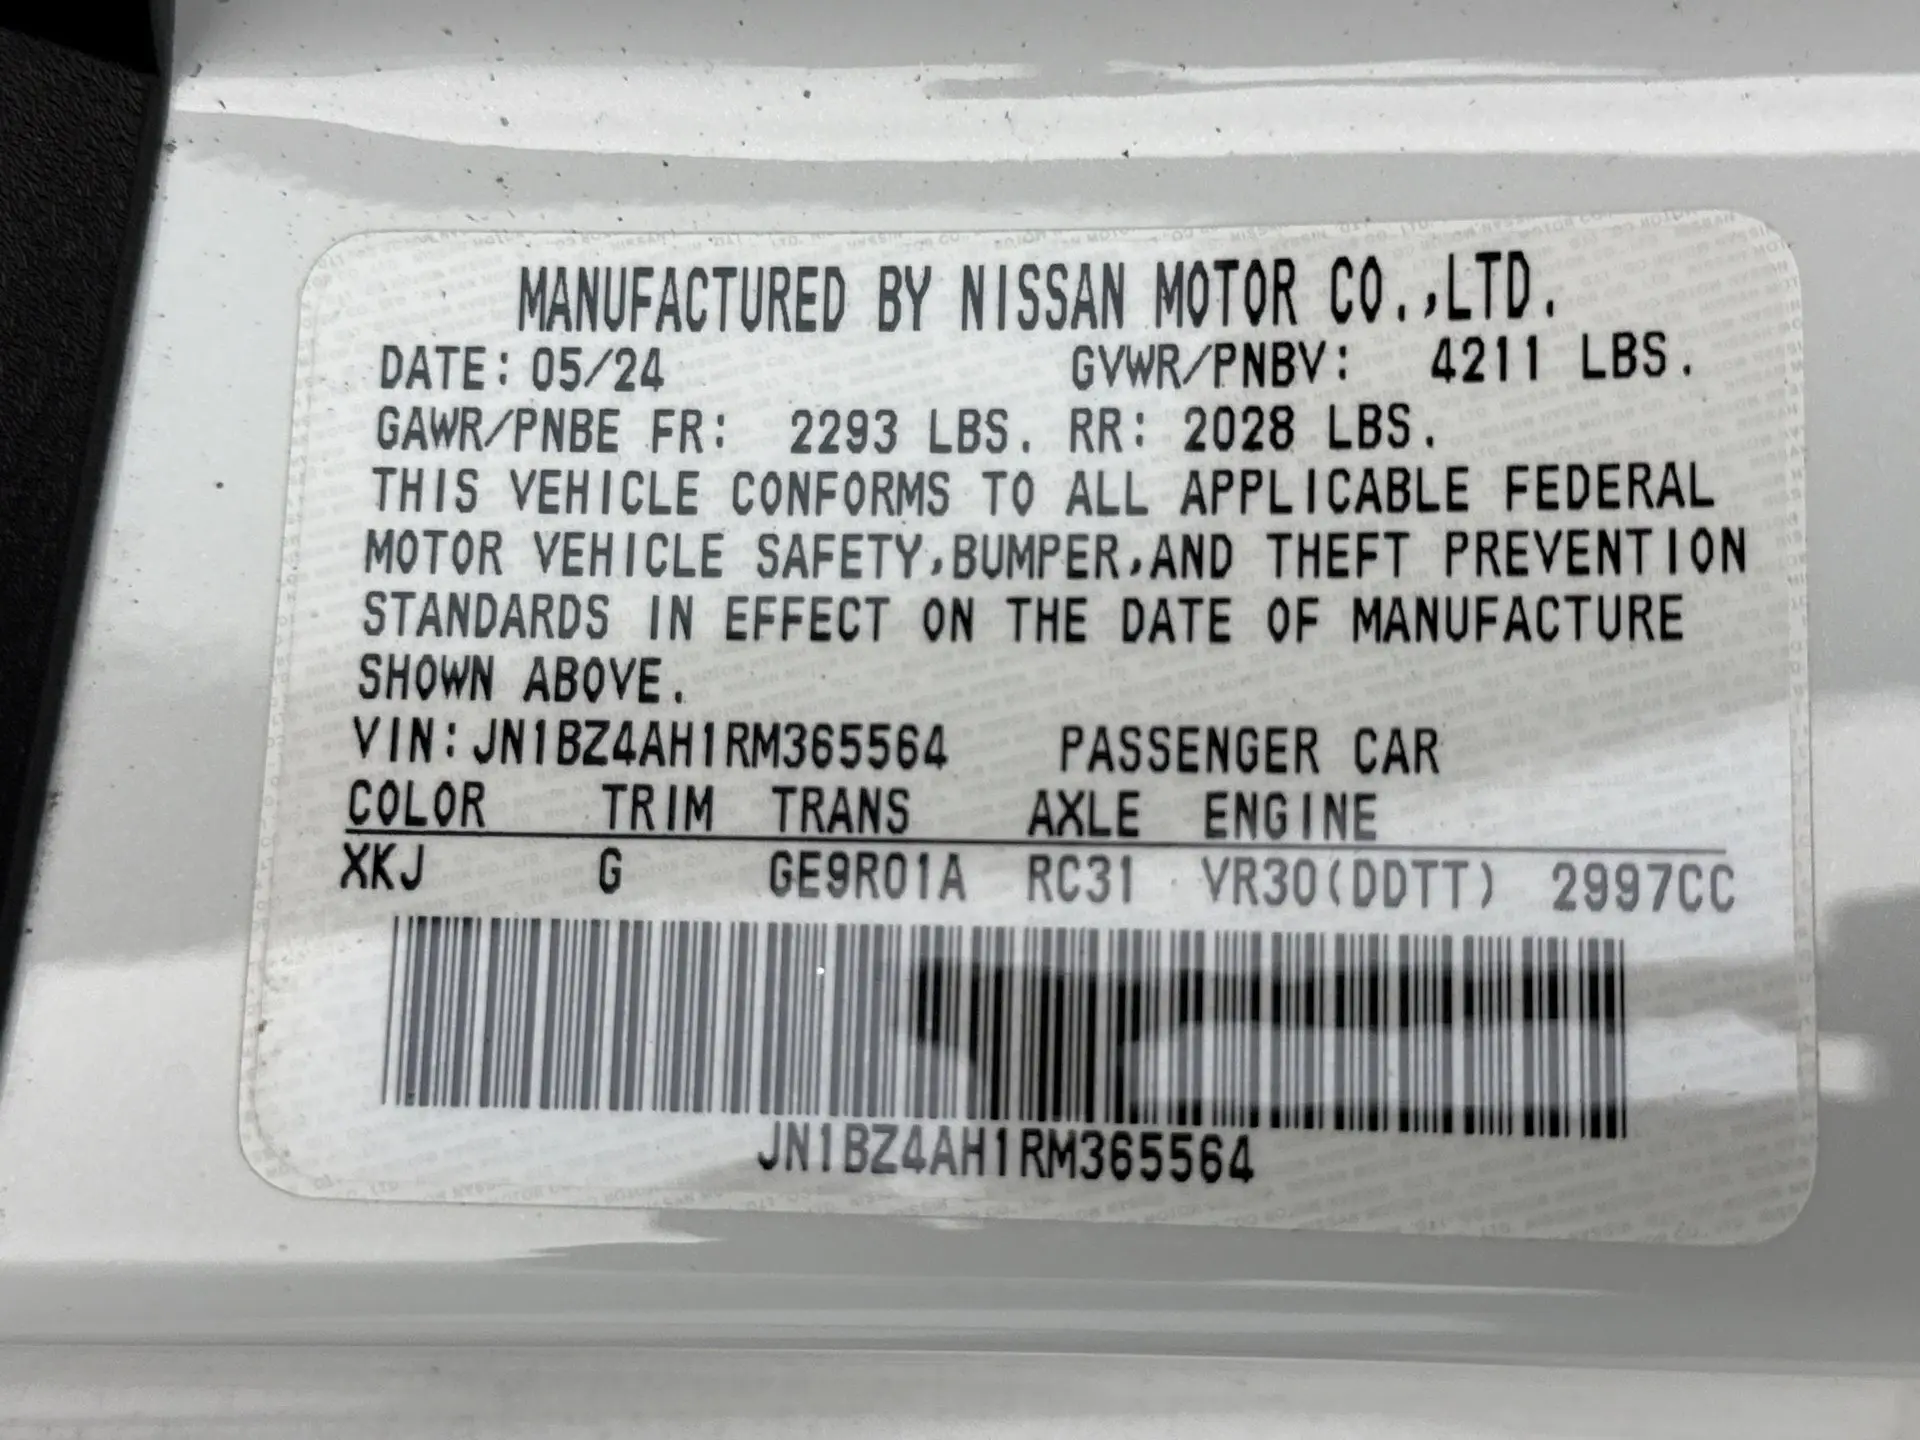 MANUFACTURED BY NISSAN MOTOR CO.,LTD.
DATE: 05/24 GVWR/PNBV: 4211 LBS.
GAWR/PNBE FR: 2293 LBS. RR: 2028 LBS.
THIS VEHICLE CONFORMS TO ALL APPLICABLE FEDERAL
MOTOR VEHICLE SAFETY,BUMPER,AND THEFT PREVENTION
STANDARDS IN EFFECT ON THE DATE OF MANUFACTURE
SHOWN ABOVE.
VIN:JN1BZ4AH1RM365564 PASSENGER CAR
COLOR TRIM TRANS AXLE ENGINE
XKJ G GE9R01A RC31 VR30(DDTT) 2997CC
JN1BZ4AH1RM365564